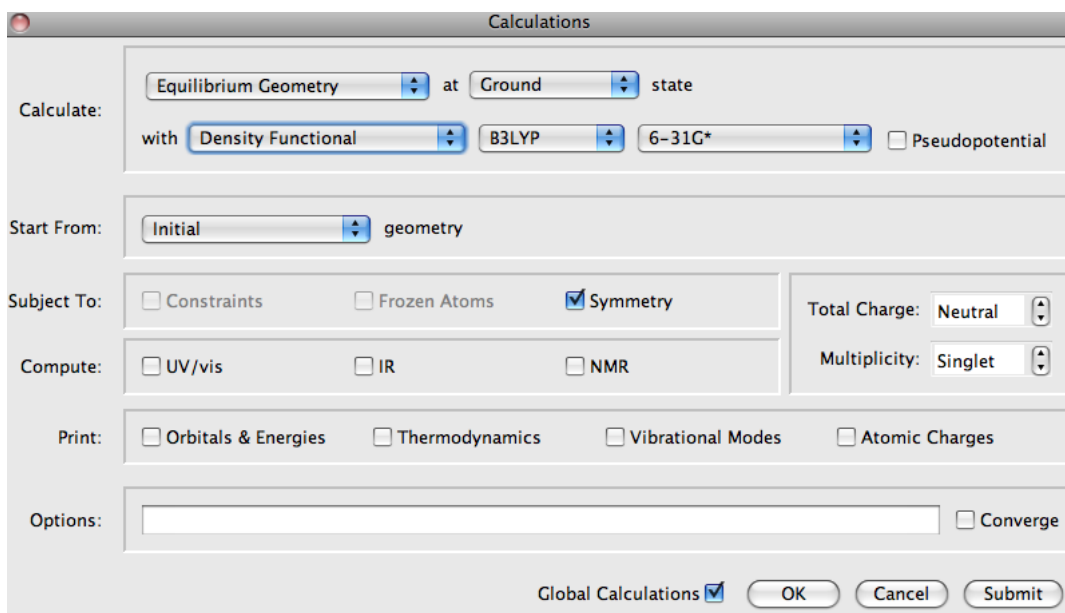 Calculations
Calculate:
Equilibrium Geometry at Ground state
with Density Functional B3LYP 6-31G* Pseudopotential
Start From: Initial geometry
Subject To: Constraints Frozen Atoms Symmetry
Total Charge: Neutral
Compute: UV/vis IR NMR
Multiplicity: Singlet
Print: Orbitals & Energies Thermodynamics Vibrational Modes Atomic Charges
Options: Converge
Global Calculations OK Cancel Submit